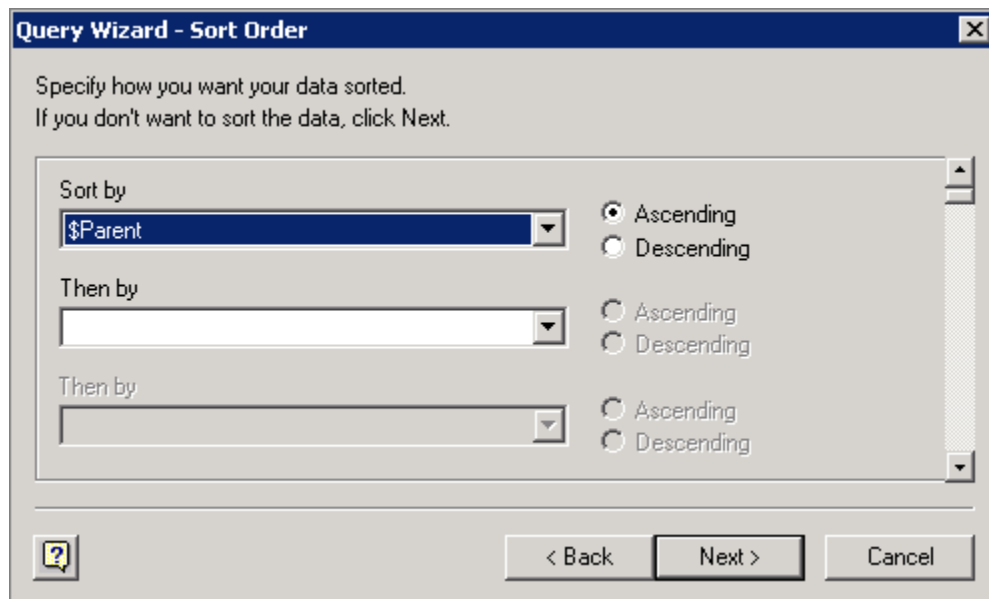 Query Wizard - Sort Order
Specify how you want your data sorted.
If you don't want to sort the data, click Next.
Sort by
$Parent
Ascending
Descending
Then by
Ascending
Descending
Then by
Ascending
Descending
?
< Back
Next >
Cancel